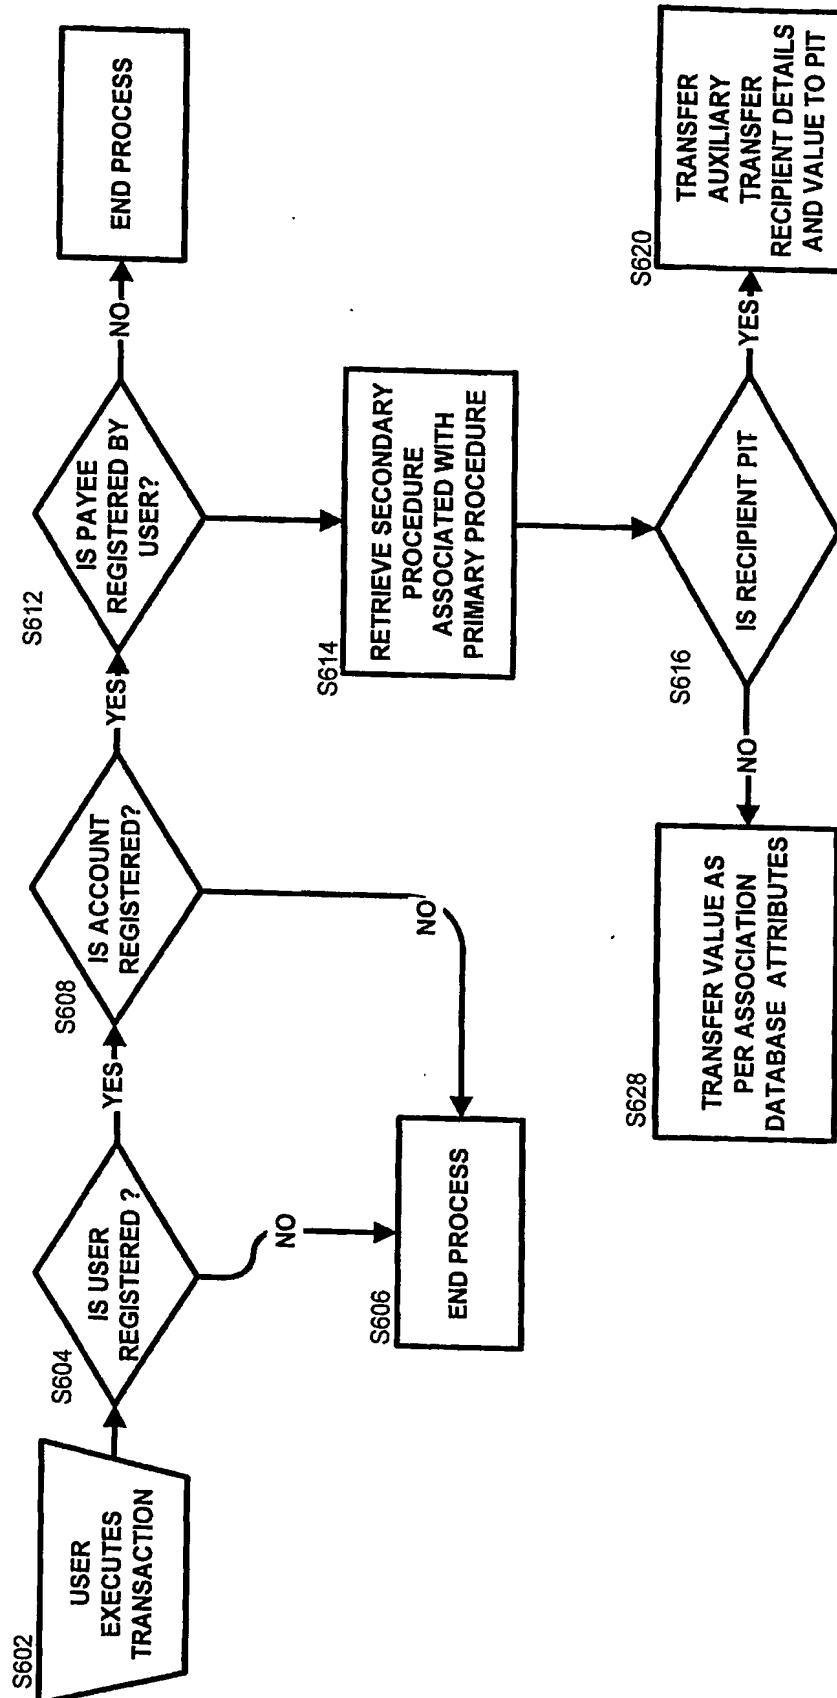 S602
USER
EXECUTES
TRANSACTION
S604
IS USER
REGISTERED ?
YES
NO
S606
END PROCESS
S608
IS ACCOUNT
REGISTERED?
YES
NO
S612
IS PAYEE
REGISTERED BY
USER?
NO
END PROCESS
S614
RETRIEVE SECONDARY
PROCEDURE
ASSOCIATED WITH
PRIMARY PROCEDURE
S616
IS RECIPIENT PIT
NO
YES
S628
TRANSFER VALUE AS
PER ASSOCIATION
DATABASE ATTRIBUTES
S620
TRANSFER
AUXILIARY
TRANSFER
RECIPIENT DETAILS
AND VALUE TO PIT